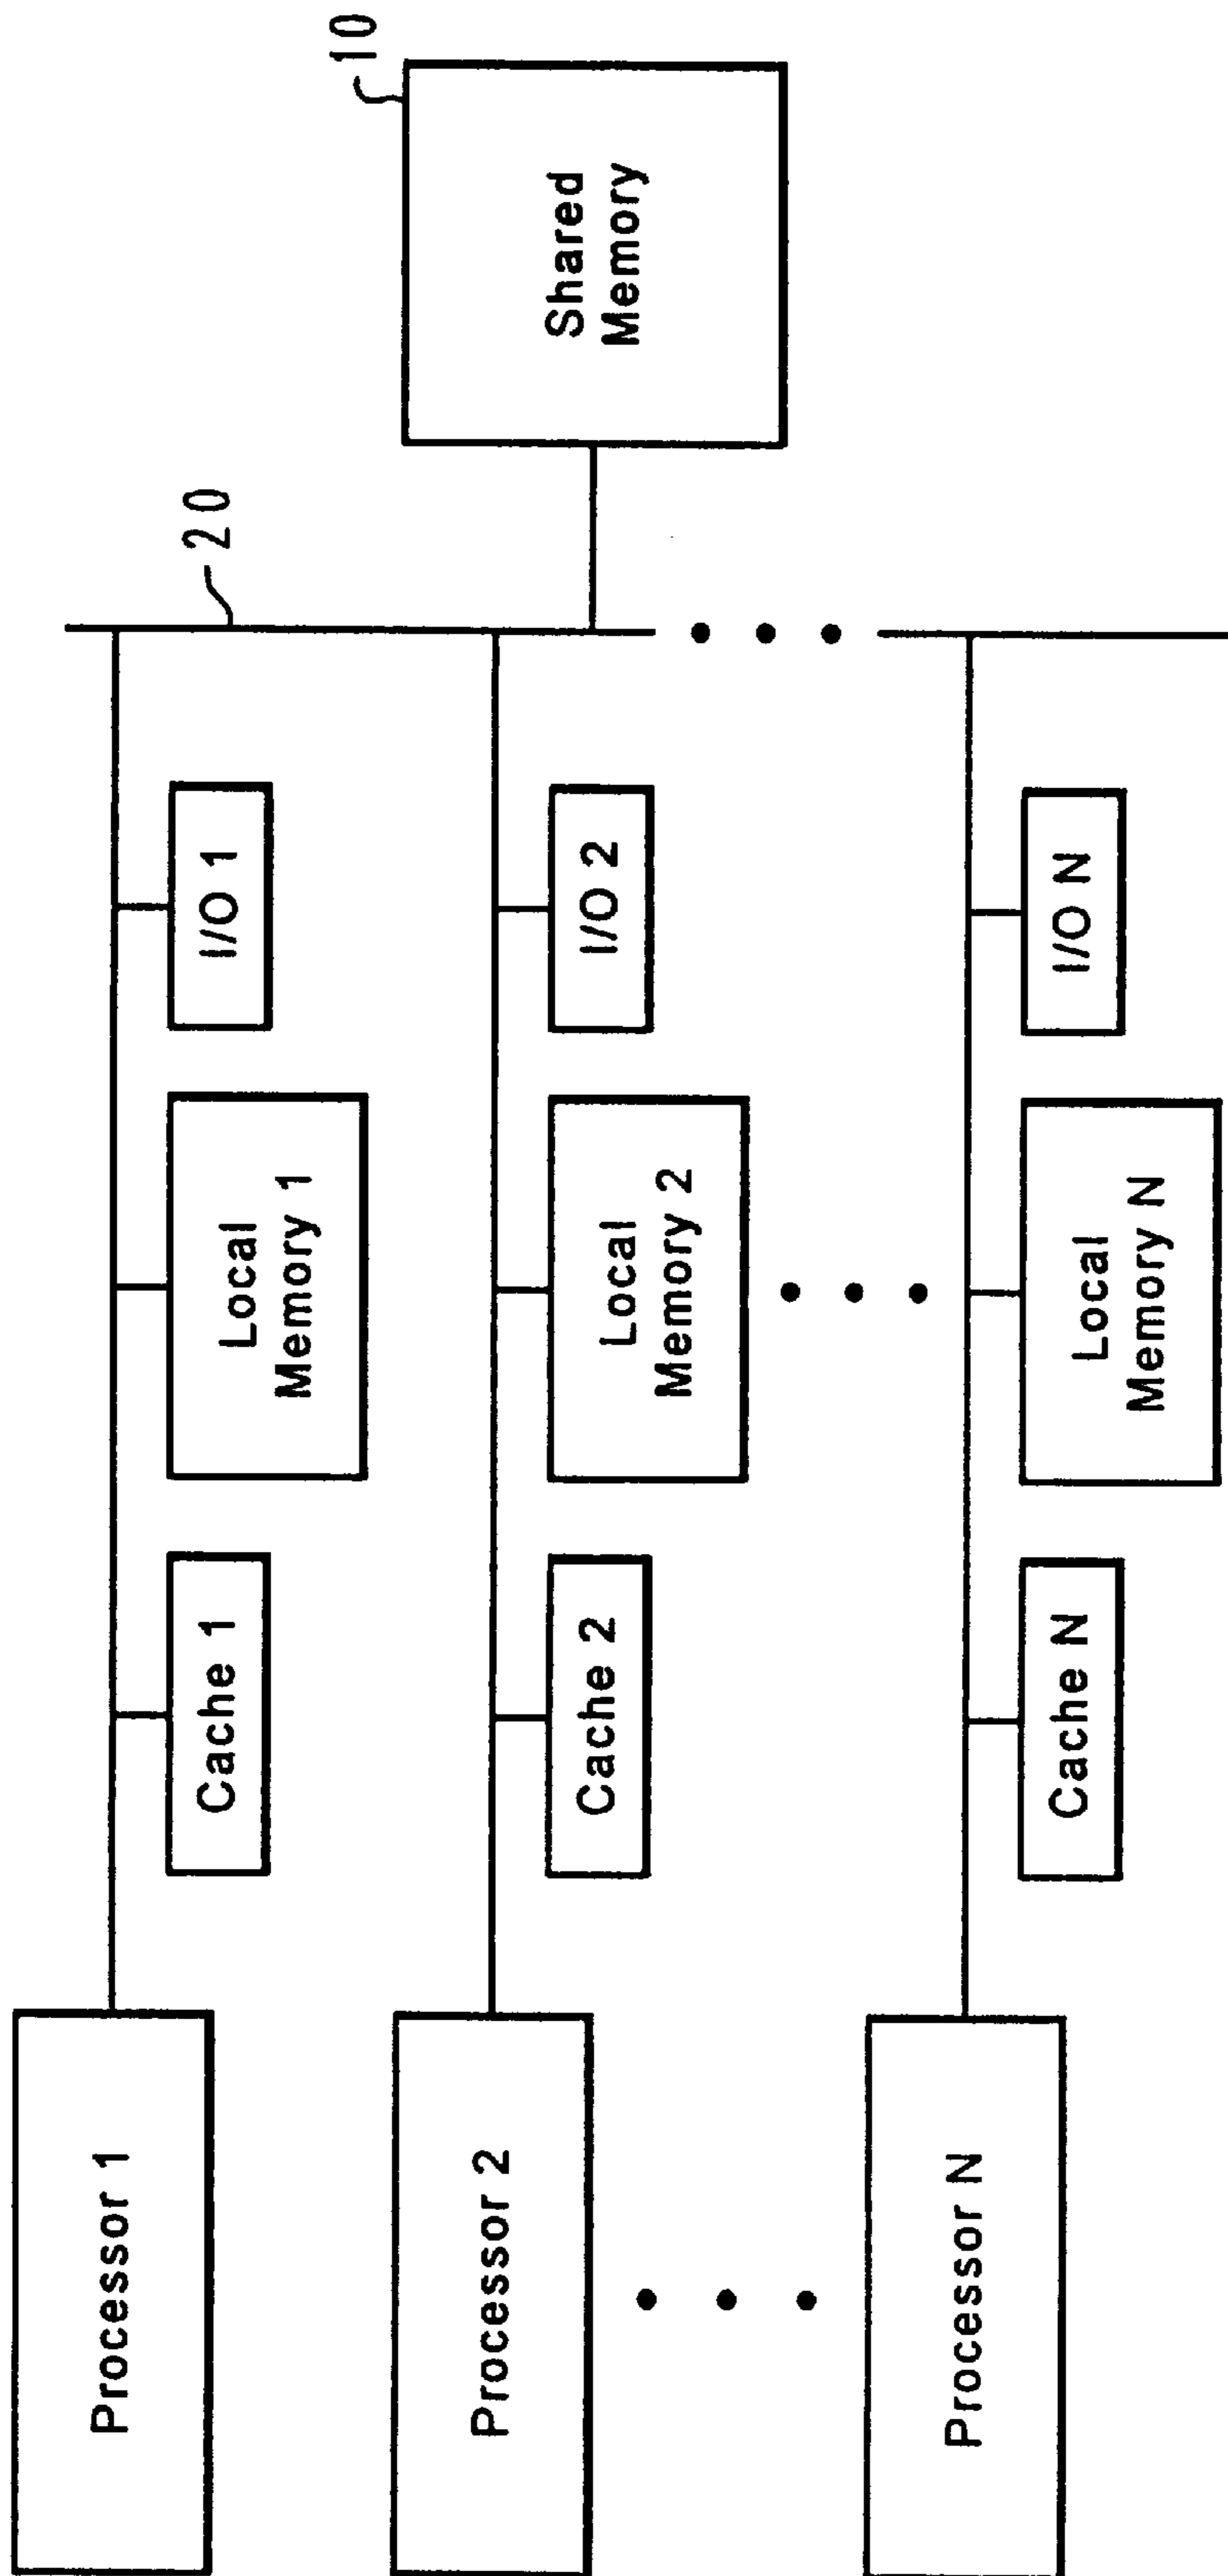 Processor 1
Cache 1
Local
Memory 1
I/O 1
20
10
Shared
Memory
Processor 2
Cache 2
Local
Memory 2
I/O 2
Processor N
Cache N
Local
Memory N
I/O N